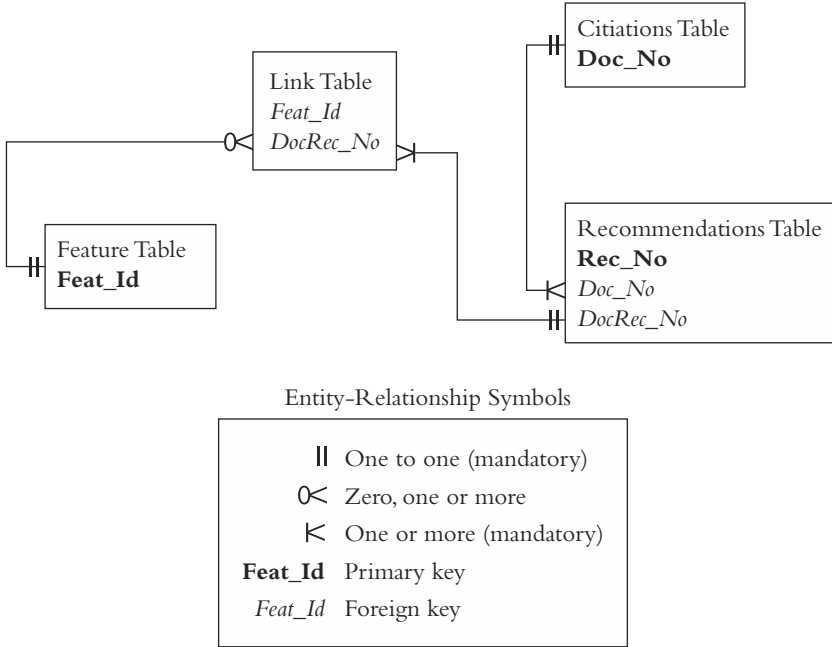 Citiations Table
Doc_No
Link Table
Feat_Id
DocRec_No
Feature Table
Feat_Id
Recommendations Table
Rec_No
Doc_No
DocRec_No
Entity-Relationship Symbols
One to one (mandatory)
Zero, one or more
One or more (mandatory)
Feat_Id Primary key
Feat_Id Foreign key